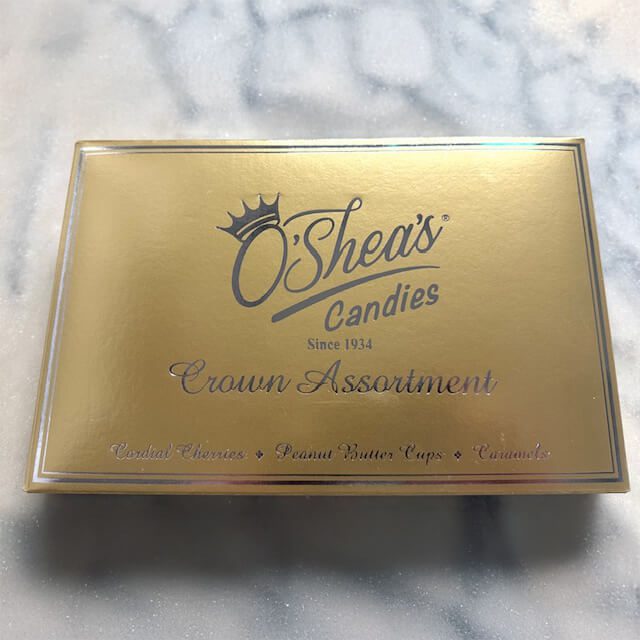 O'Shea's®
Candies
Since 1934
Crown Assortment
Cordial Cherries ❖ Peanut Butter Cups ❖ Caramels